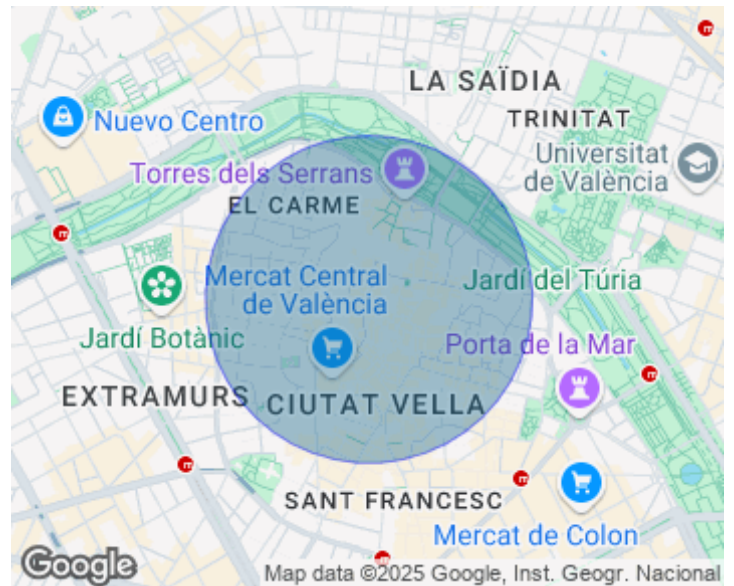 LA SAÏDIA
TRINITAT
Nuevo Centro
Universitat
de València
Torres dels Serrans
EL CARME
Mercat Central
de València
Jardí del Túria
Jardí Botànic
Porta de la Mar
EXTRAMURS
CIUTAT VELLA
SANT FRANCESC
Mercat de Colon
Google
Map data ©2025 Google, Inst. Geogr. Nacional